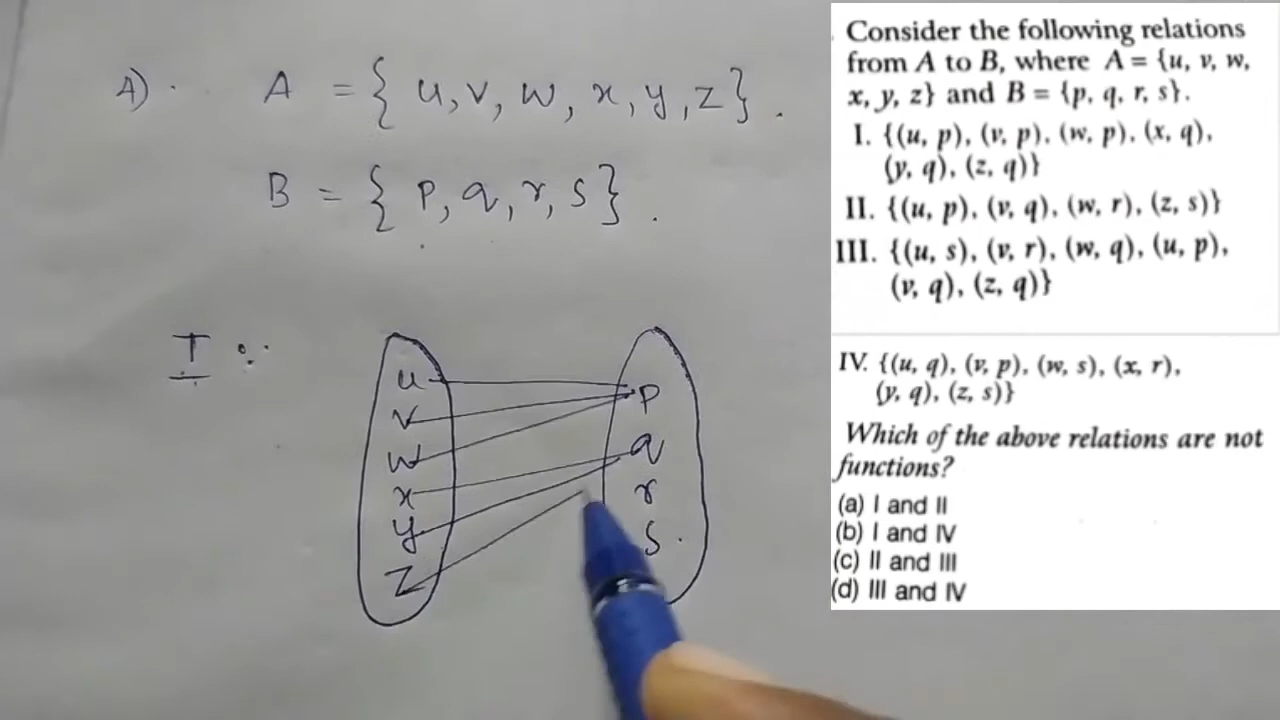 A). A = { u, v, w, x, y, z } .
B = { p, q, r, s } .
I :
u
v
w
x
y
z
p
q
r
s
Consider the following relations
from A to B, where A = {u, v, w,
x, y, z} and B = {p, q, r, s}.
I. {(u, p), (v, p), (w, p), (x, q),
(y, q), (z, q)}
II. {(u, p), (v, q), (w, r), (z, s)}
III. {(u, s), (v, r), (w, q), (u, p),
(v, q), (z, q)}
IV. {(u, q), (v, p), (w, s), (x, r),
(y, q), (z, s)}
Which of the above relations are not
functions?
(a) I and II
(b) I and IV
(c) II and III
(d) III and IV